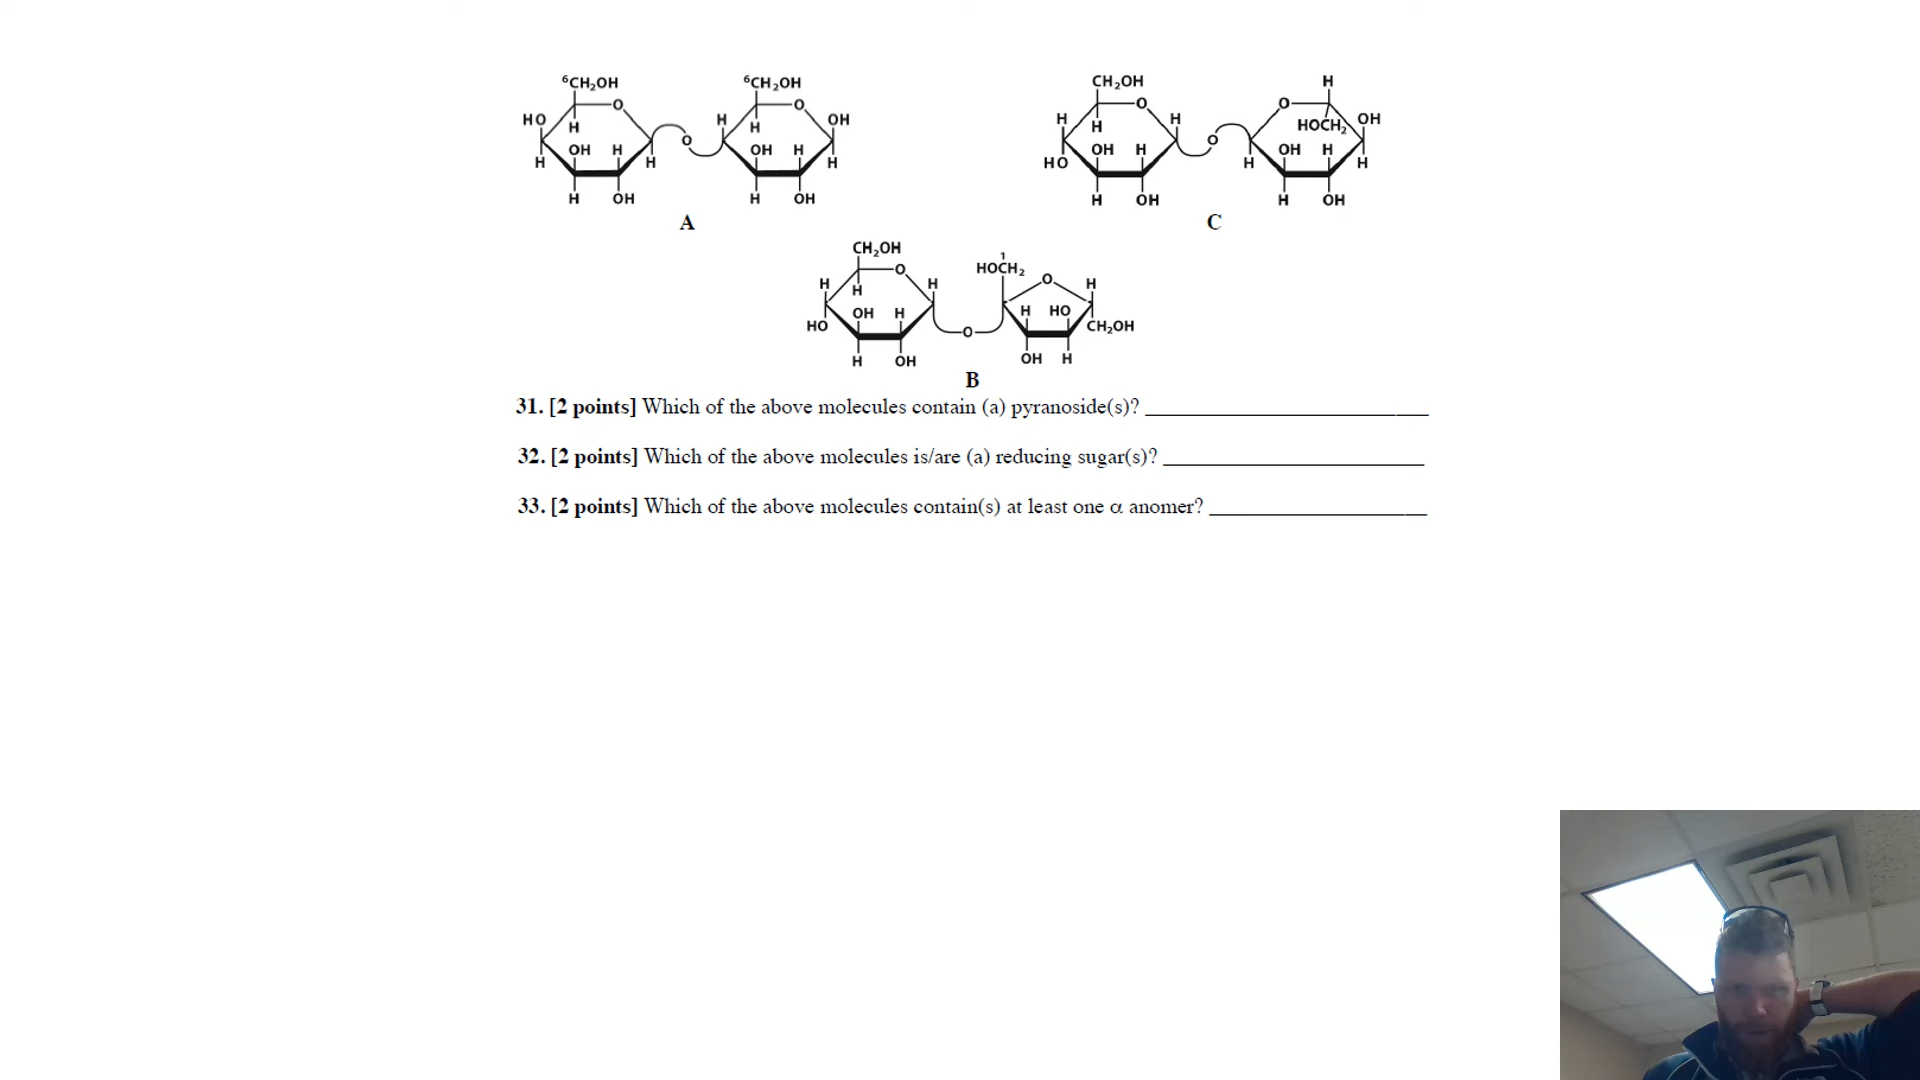 ⁶CH₂OH ⁶CH₂OH CH₂OH H
O O O O
HO H OH H H OH
H H H HOCH₂
O O
OH H OH H OH H OH H
H H H HO H H
H OH H OH H OH H OH
A C
CH₂OH 1
HOCH₂
O O
H H H H
OH H H HO
HO O CH₂OH
H OH OH H
B
31. [2 points] Which of the above molecules contain (a) pyranoside(s)? ____________________
32. [2 points] Which of the above molecules is/are (a) reducing sugar(s)? ____________________
33. [2 points] Which of the above molecules contain(s) at least one α anomer? ____________________